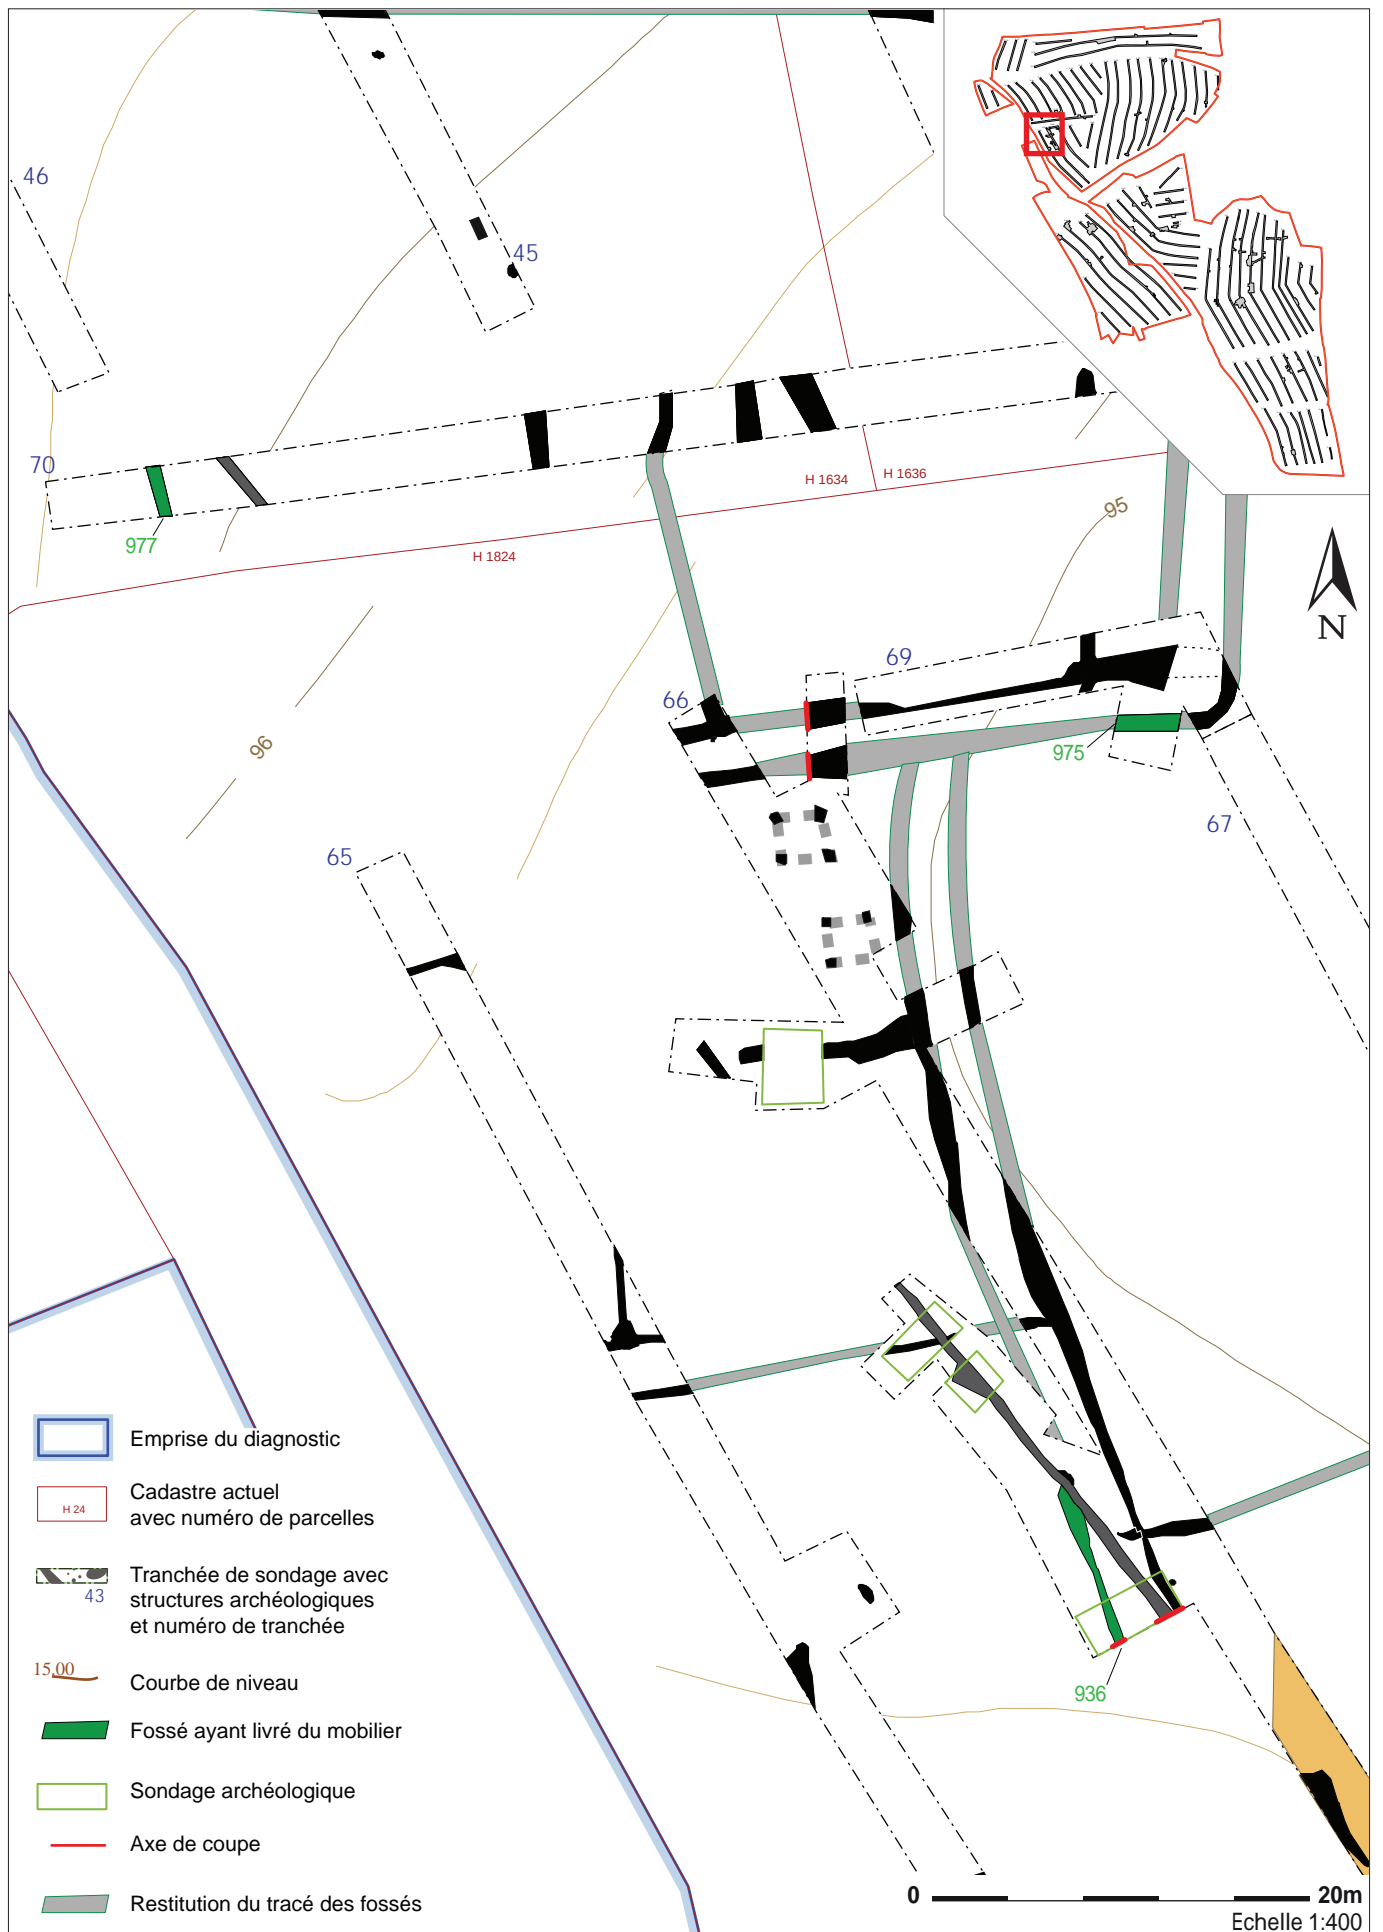 46
45
70
977
H 1634
H 1636
H 1824
95
N
69
66
975
96
67
65
936
Emprise du diagnostic
H 24
Cadastre actuel
avec numéro de parcelles
43
Tranchée de sondage avec
structures archéologiques
et numéro de tranchée
15.00
Courbe de niveau
Fossé ayant livré du mobilier
Sondage archéologique
Axe de coupe
Restitution du tracé des fossés
0 20m
Echelle 1:400